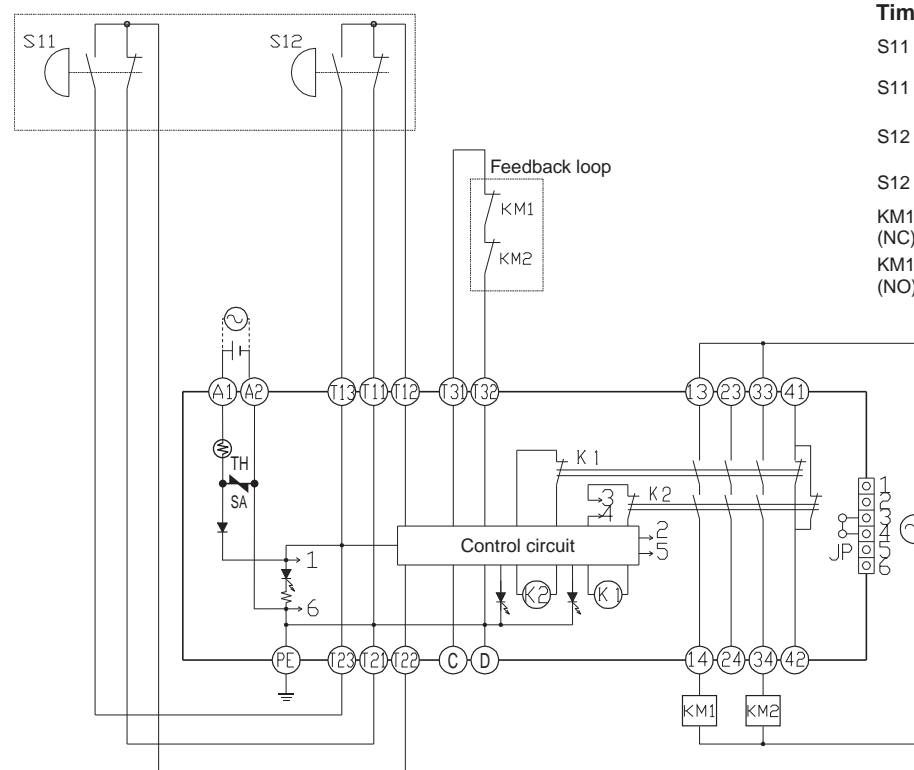 Tim
S11 S12 S11
S11
S12
S12
Feedback loop
KM1
KM2
KM1
(NC)
KM1
(NO)
A1 A2 T13 T11 T12 T31 T32 13 23 33 41
TH
SA
K1
K2
3
4
Control circuit
2
5
1
6
K2 K1
1
2
3
4
5
6
JP
PE T23 T21 T22 C D 14 24 34 42
KM1 KM2